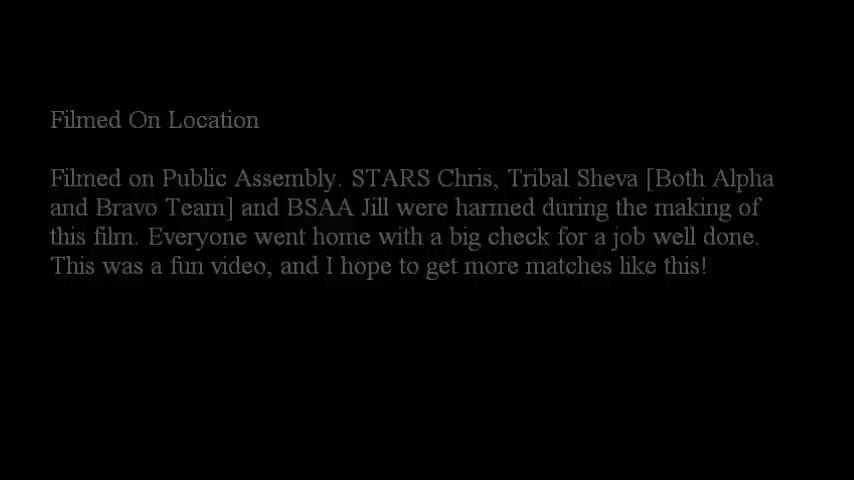 Filmed On Location
Filmed on Public Assembly. STARS Chris, Tribal Sheva [Both Alpha
and Bravo Team] and BSAA Jill were harmed during the making of
this film. Everyone went home with a big check for a job well done.
This was a fun video, and I hope to get more matches like this!